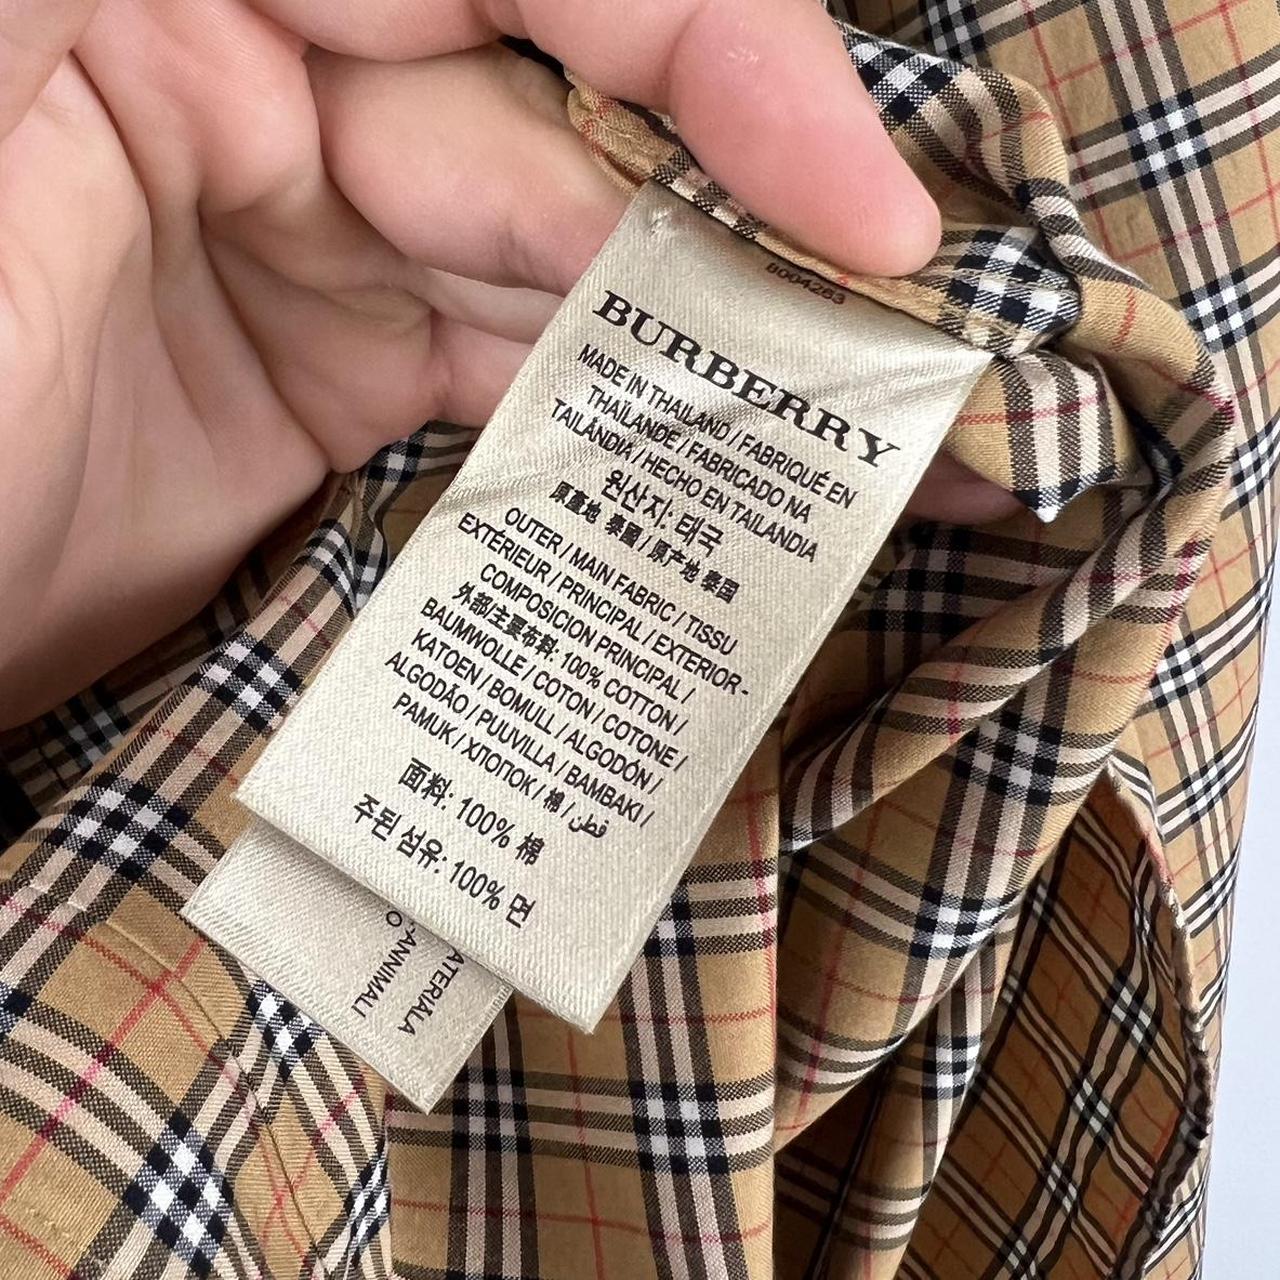 8004263
BURBERRY
MADE IN THAILAND / FABRIQUÉ EN
THAÏLANDE / FABRICADO NA
TAILÂNDIA / HECHO EN TAILANDIA
원산지: 태국
原產地 泰國 / 原产地 泰国
OUTER / MAIN FABRIC / TISSU
EXTÉRIEUR / PRINCIPAL / EXTERIOR -
COMPOSICION PRINCIPAL /
外部/主要布料: 100% COTTON /
BAUMWOLLE / COTON / COTONE /
KATOEN / BOMULL / ALGODÓN /
ALGODÃO / PUUVILLA / BAMBAKI /
PAMUK / ХЛОПОК / 棉 / قطن
面料: 100% 棉
주된 섬유: 100% 면
ANIMALI